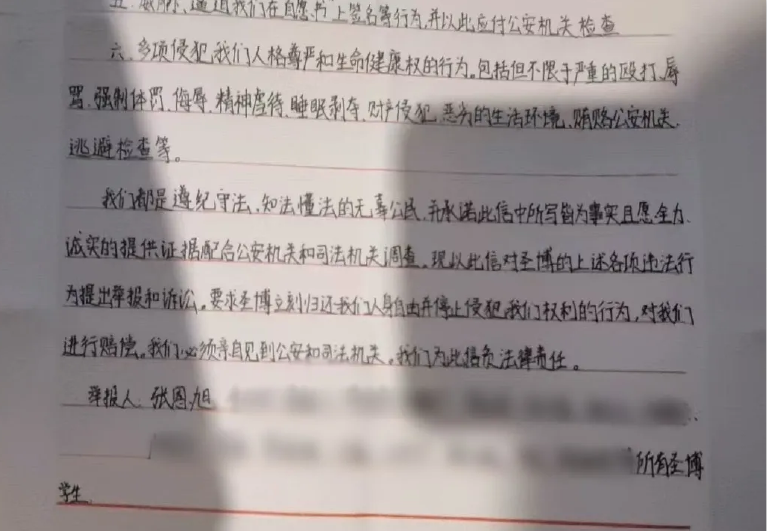 五、威胁、逼迫我们在自愿书上签名等行为,并以此应付公安机关检查
六、多项侵犯我们人格尊严和生命健康权的行为。包括但不限于严重的殴打、辱
骂、强制体罚、侮辱、精神虐待、睡眠剥夺、财产侵犯、恶劣的生活环境、贿赂公安机关、
逃避检查等。
我们都是遵纪守法、知法懂法的无辜公民,并承诺此信中所写皆为事实且愿全力
诚实的提供证据配合公安机关和司法机关调查。现以此信对圣博的上述各项违法行
为提出举报和诉讼。要求圣博立刻归还我们人身自由并停止侵犯我们权利的行为,对我们
进行赔偿。我们必须亲自见到公安和司法机关。我们为此信负法律责任。
举报人:张恩旭
所有圣博
学生